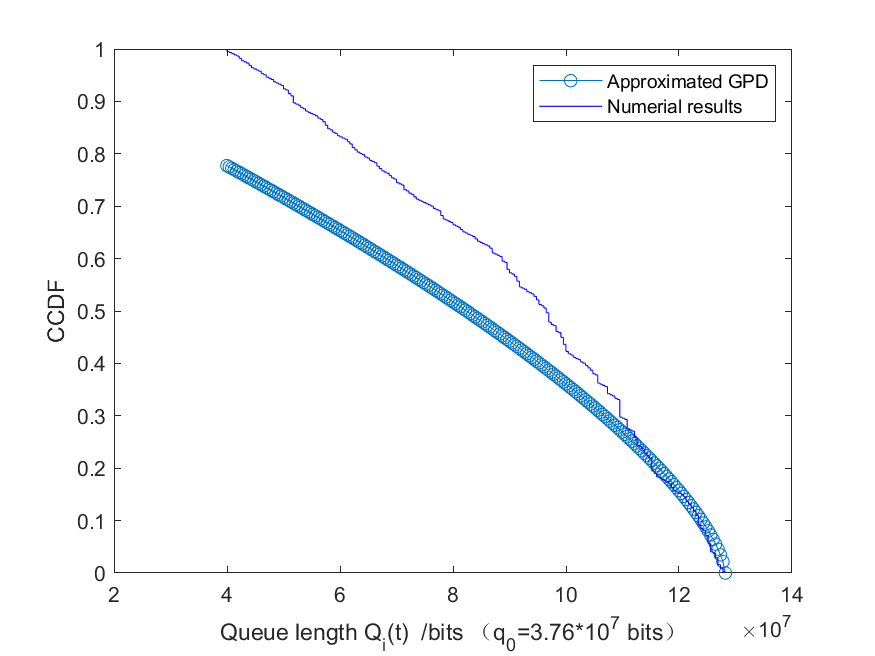 Approximated GPD
Numerial results
CCDF
1
0.9
0.8
0.7
0.6
0.5
0.4
0.3
0.2
0.1
0
2 4 6 8 10 12 14
×10^7
Queue length Q_i(t) /bits （q_0=3.76*10^7 bits）